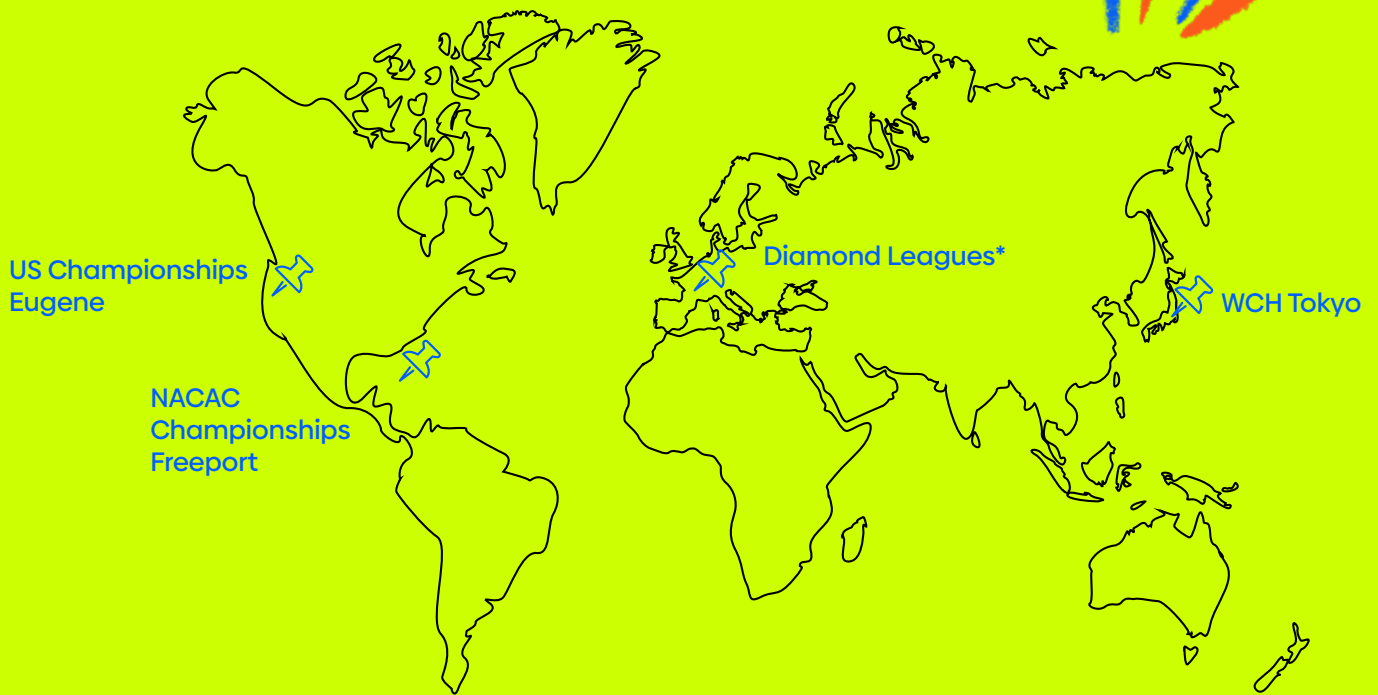 US Championships
Eugene
NACAC
Championships
Freeport
Diamond Leagues*
WCH Tokyo